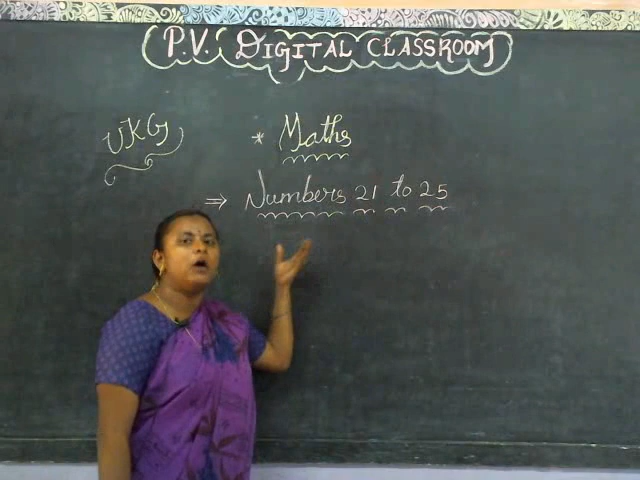 P.V. DIGITAL CLASSROOM
UKG
* Maths
⇒ Numbers 21 to 25